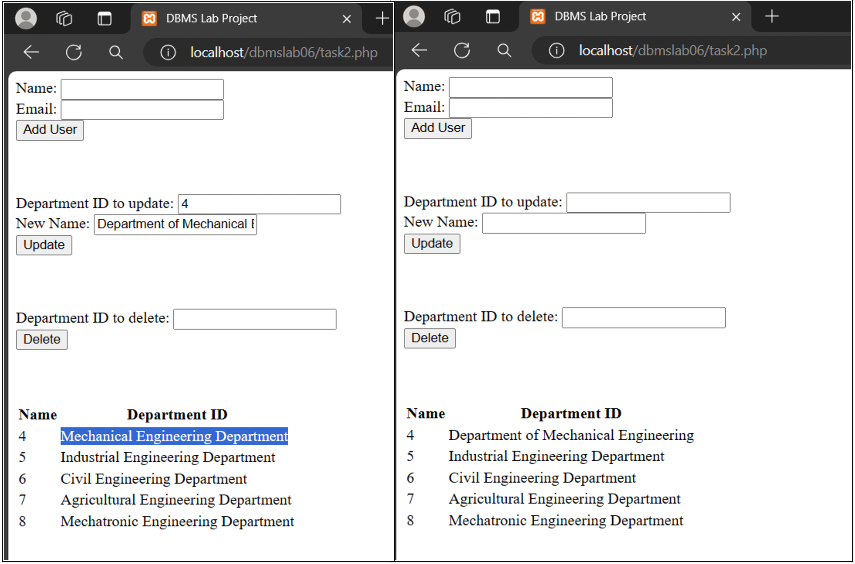 DBMS Lab Project
localhost/dbmslab06/task2.php
Name:
Email:
Add User
Department ID to update: 4
New Name: Department of Mechanical E
Update
Department ID to delete:
Delete
Name Department ID
4 Mechanical Engineering Department
5 Industrial Engineering Department
6 Civil Engineering Department
7 Agricultural Engineering Department
8 Mechatronic Engineering Department
DBMS Lab Project
localhost/dbmslab06/task2.php
Name:
Email:
Add User
Department ID to update:
New Name:
Update
Department ID to delete:
Delete
Name Department ID
4 Department of Mechanical Engineering
5 Industrial Engineering Department
6 Civil Engineering Department
7 Agricultural Engineering Department
8 Mechatronic Engineering Department